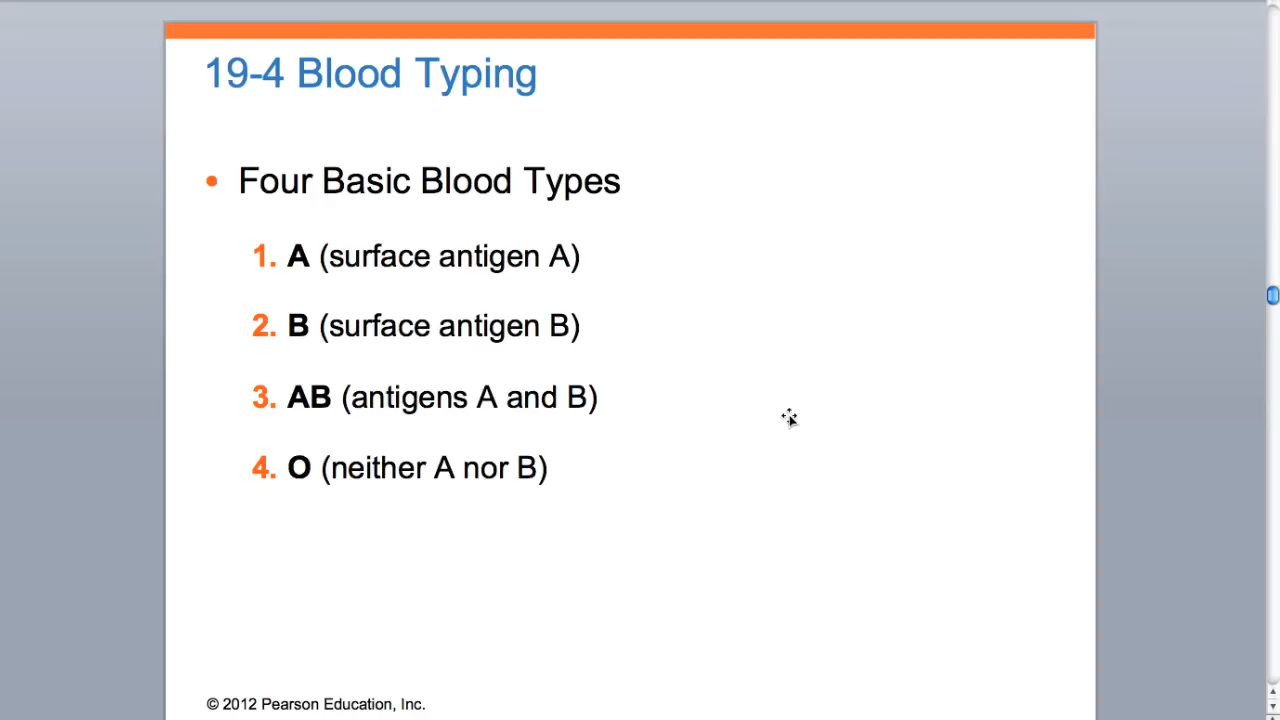 19-4 Blood Typing
• Four Basic Blood Types
1. A (surface antigen A)
2. B (surface antigen B)
3. AB (antigens A and B)
4. O (neither A nor B)
© 2012 Pearson Education, Inc.